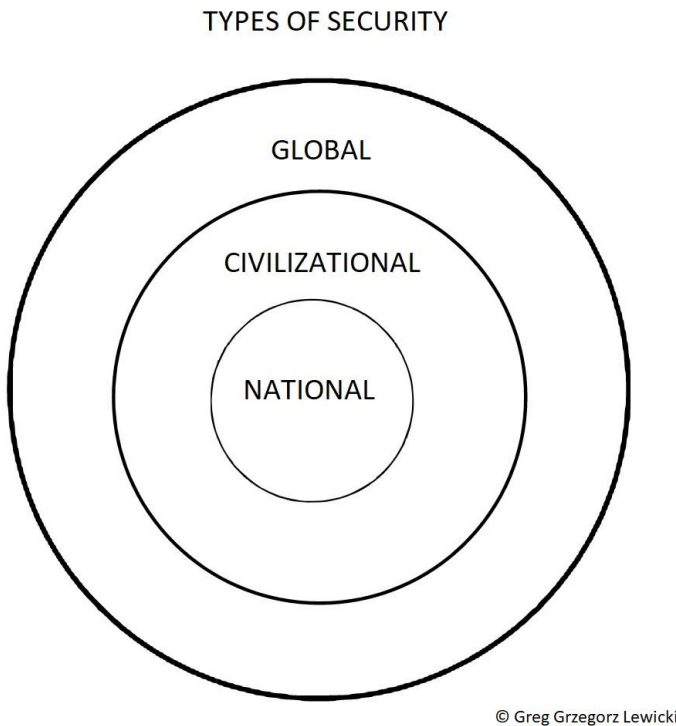 TYPES OF SECURITY
GLOBAL
CIVILIZATIONAL
NATIONAL
© Greg Grzegorz Lewicki